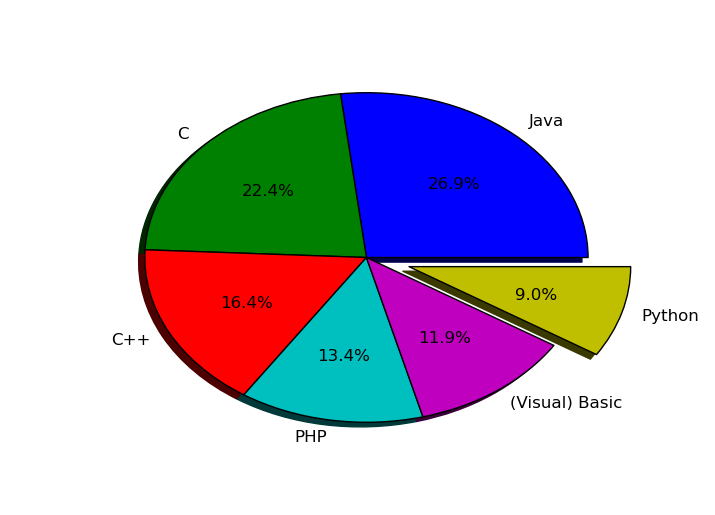 Java
26.9%
C
22.4%
C++
16.4%
PHP
13.4%
(Visual) Basic
11.9%
Python
9.0%